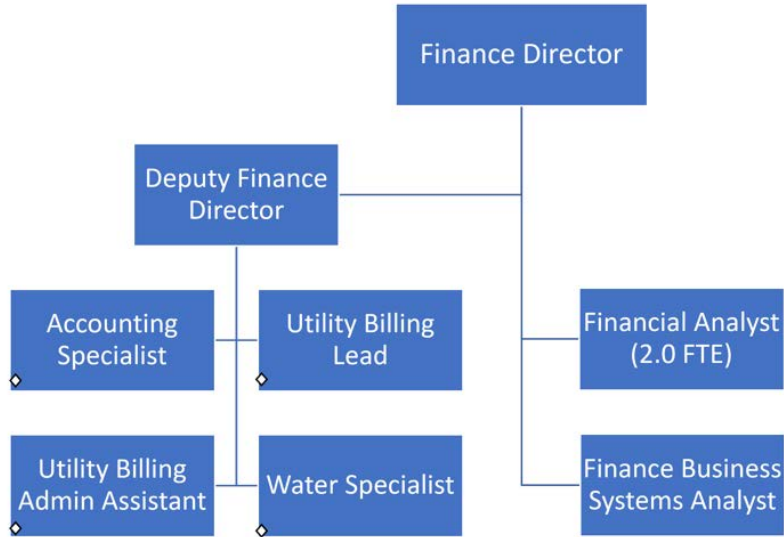 Finance Director
Deputy Finance
Director
Accounting
Specialist
Utility Billing
Lead
Financial Analyst
(2.0 FTE)
Utility Billing
Admin Assistant
Water Specialist
Finance Business
Systems Analyst